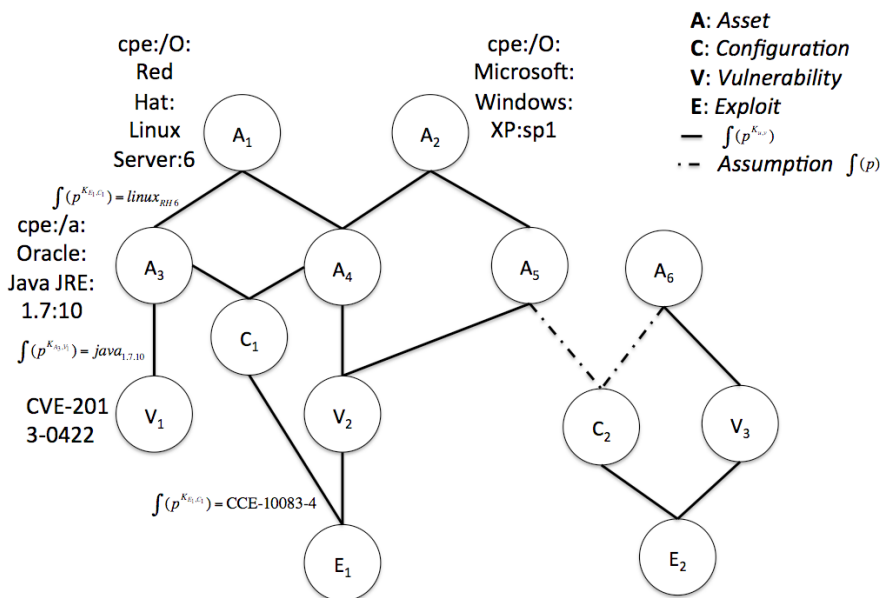 cpe:/O:
Red
Hat:
Linux
Server:6
cpe:/O:
Microsoft:
Windows:
XP:sp1
A: Asset
C: Configuration
V: Vulnerability
E: Exploit
∫(p^{K_{u,v}})
Assumption ∫(p)
A₁
A₂
∫(p^{K_{E₁,C₁}}) = linux_{RH6}
cpe:/a:
Oracle:
Java JRE:
1.7:10
A₃
A₄
A₅
A₆
C₁
∫(p^{K_{A₃,V₁}}) = java_{1.7.10}
CVE-201
3-0422
V₁
V₂
C₂
V₃
∫(p^{K_{E₁,C₁}}) = CCE-10083-4
E₁
E₂